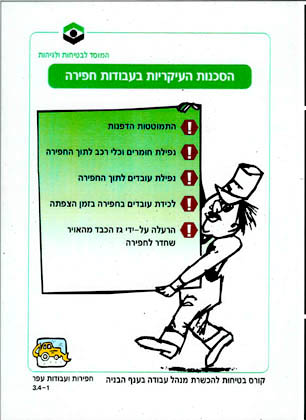 המוסד לבטיחות ולגיהות
הסכנות העיקריות בעבודות חפירה
התמוטטות הדפנות
נפילת חומרים וכלי רכב לתוך החפירה
נפילת עובדים לתוך החפירה
לכידת עובדים בחפירה בזמן הצפתה
הרעלה על-ידי גז הכבד מהאויר
שחדר לחפירה
קורס בטיחות להכשרת מנהל עבודה בענף הבניה
חפירות ועבודות עפר
3.4-1